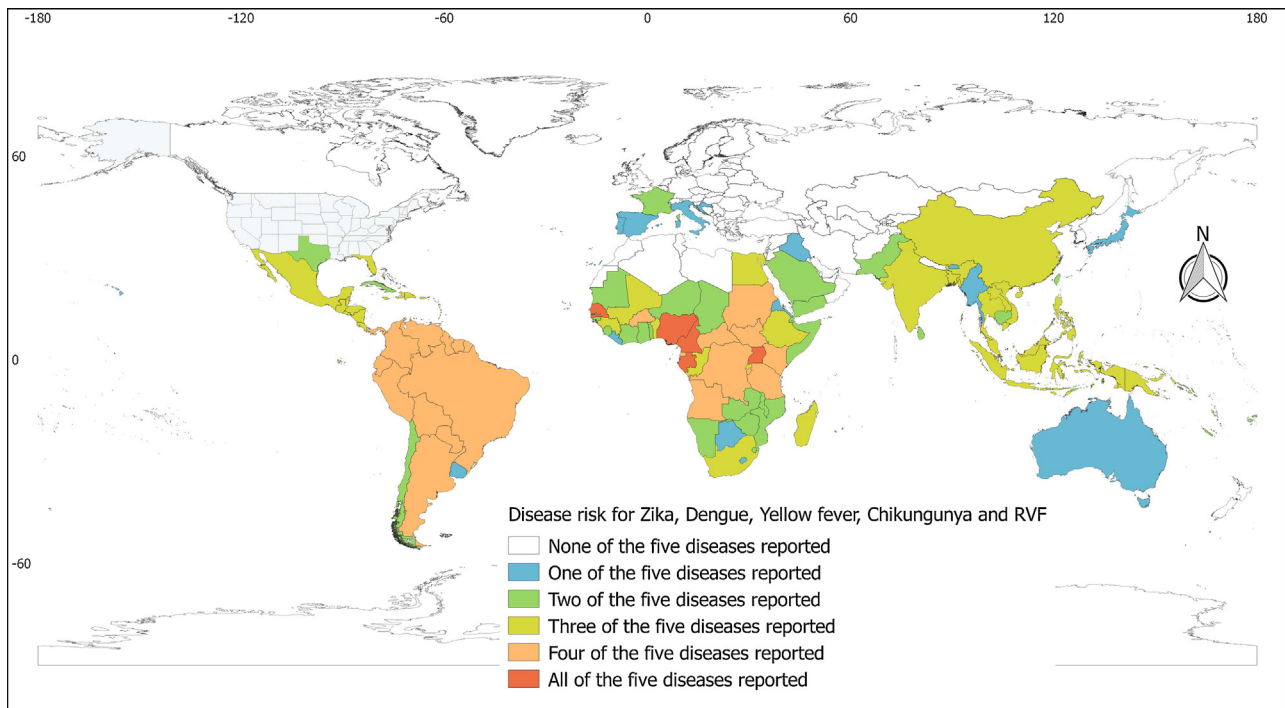 -180 -120 -60 0 60 120 180
60
N
0
Disease risk for Zika, Dengue, Yellow fever, Chikungunya and RVF
None of the five diseases reported
One of the five diseases reported
-60
Two of the five diseases reported
Three of the five diseases reported
Four of the five diseases reported
All of the five diseases reported